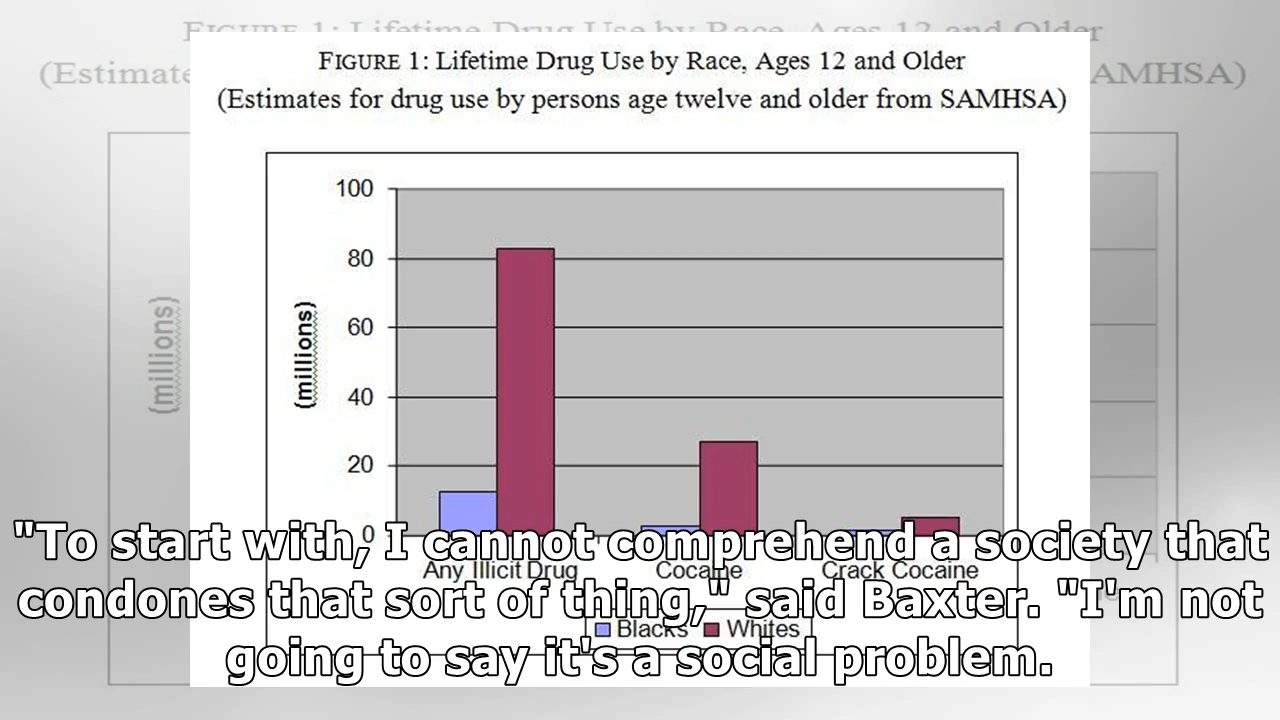 FIGURE 1: Lifetime Drug Use by Race, Ages 12 and Older
(Estimates for drug use by persons age twelve and older from SAMHSA)
100
80
60
40
20
0
(millions)
Any Illicit Drug Cocaine Crack Cocaine
Blacks Whites
"To start with, I cannot comprehend a society that
condones that sort of thing," said Baxter. "I'm not
going to say it's a social problem.